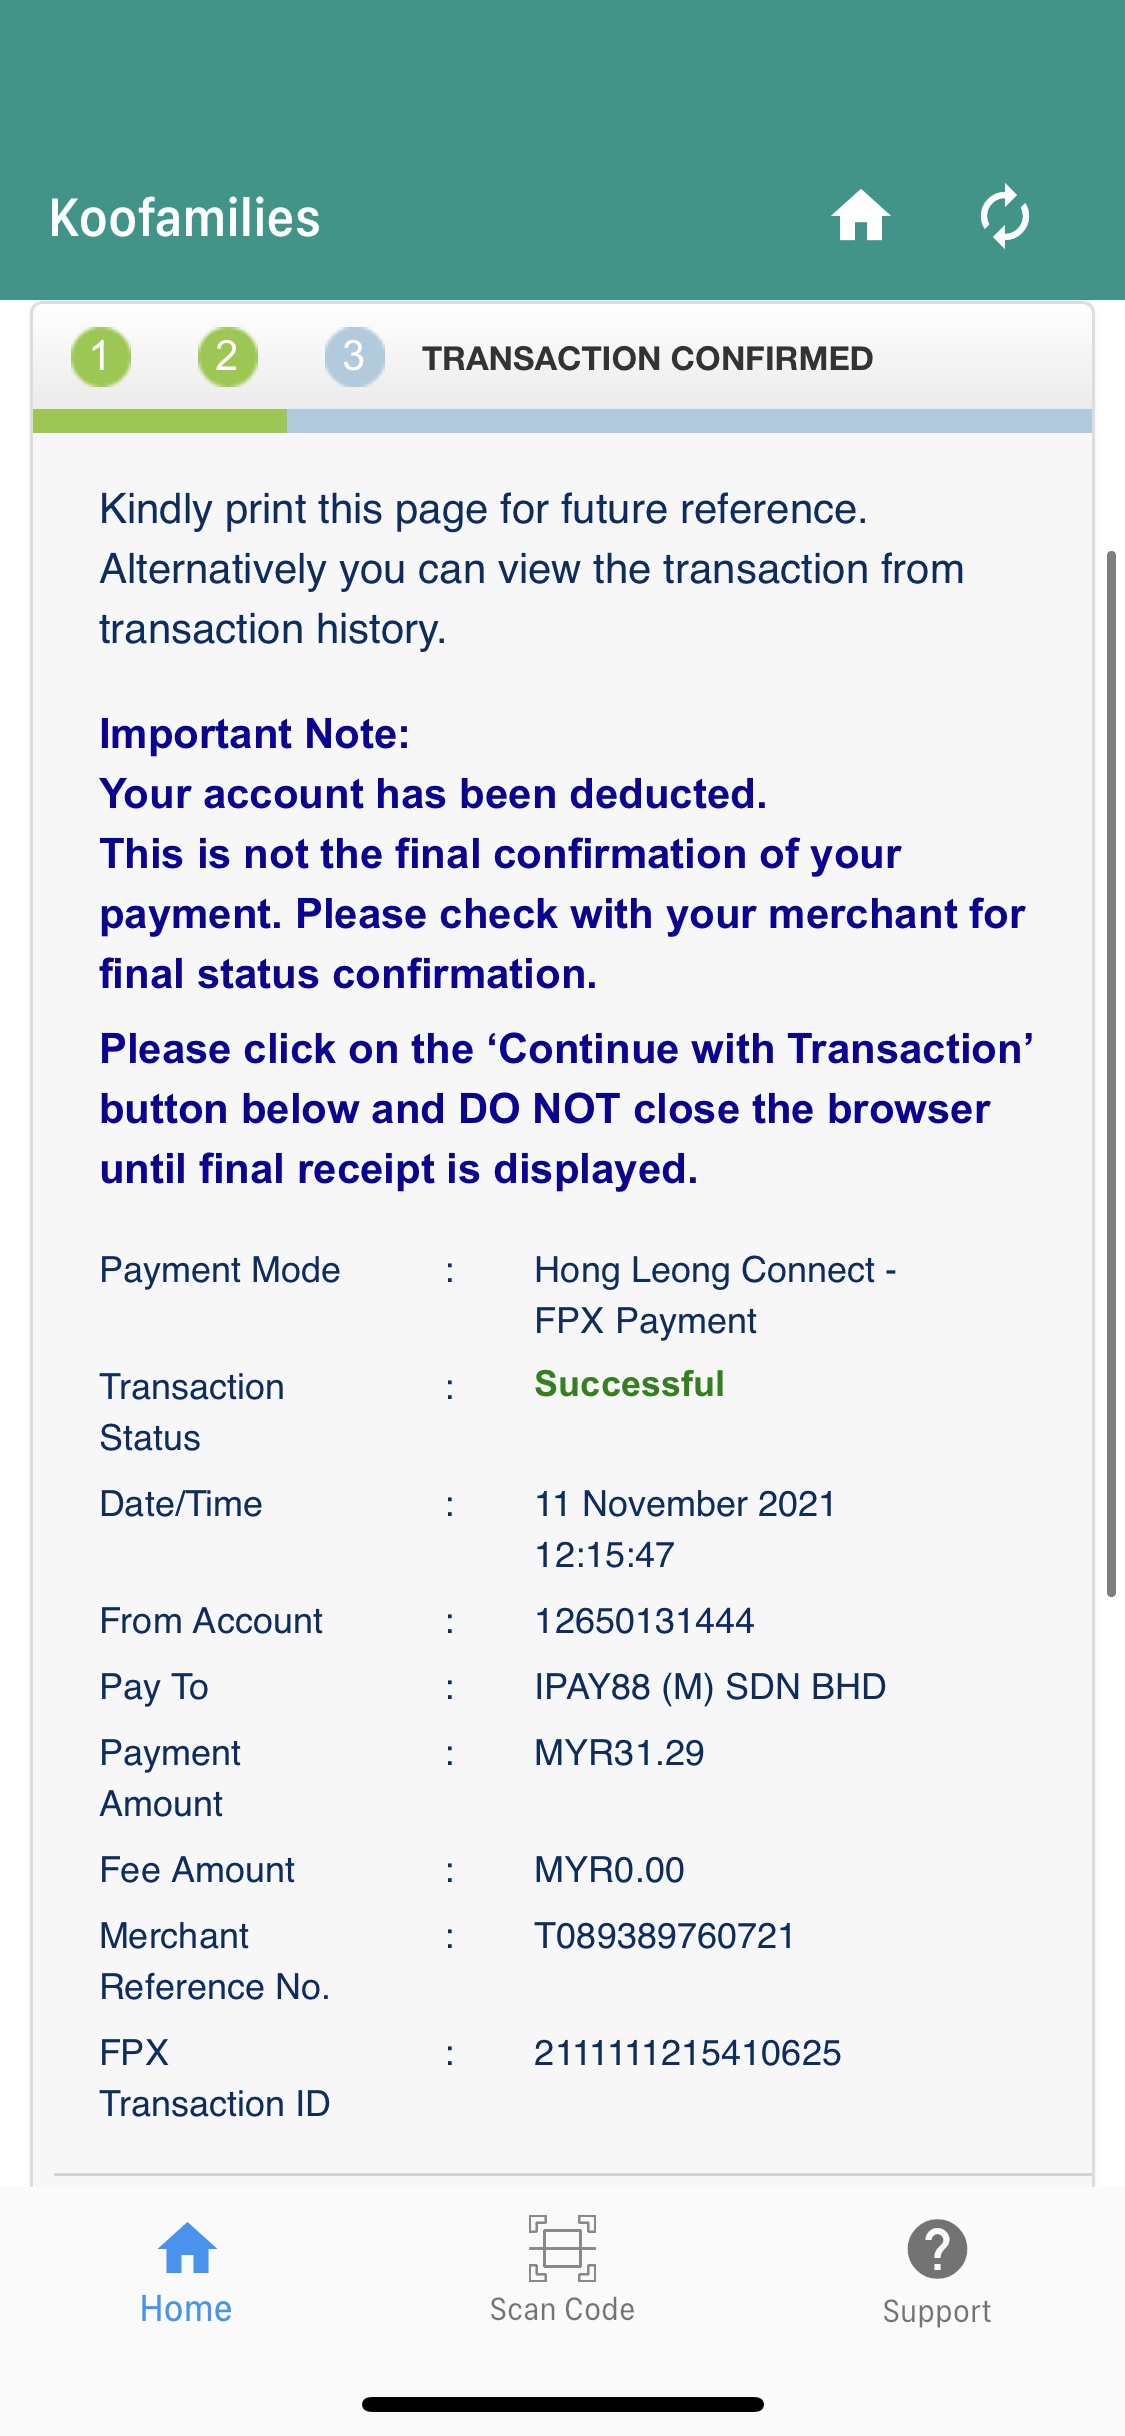 Koofamilies
1 2 3 TRANSACTION CONFIRMED
Kindly print this page for future reference.
Alternatively you can view the transaction from
transaction history.
Important Note:
Your account has been deducted.
This is not the final confirmation of your
payment. Please check with your merchant for
final status confirmation.
Please click on the ‘Continue with Transaction’
button below and DO NOT close the browser
until final receipt is displayed.
Payment Mode : Hong Leong Connect -
FPX Payment
Transaction : Successful
Status
Date/Time : 11 November 2021
12:15:47
From Account : 12650131444
Pay To : IPAY88 (M) SDN BHD
Payment : MYR31.29
Amount
Fee Amount : MYR0.00
Merchant : T089389760721
Reference No.
FPX : 2111111215410625
Transaction ID
Home Scan Code Support